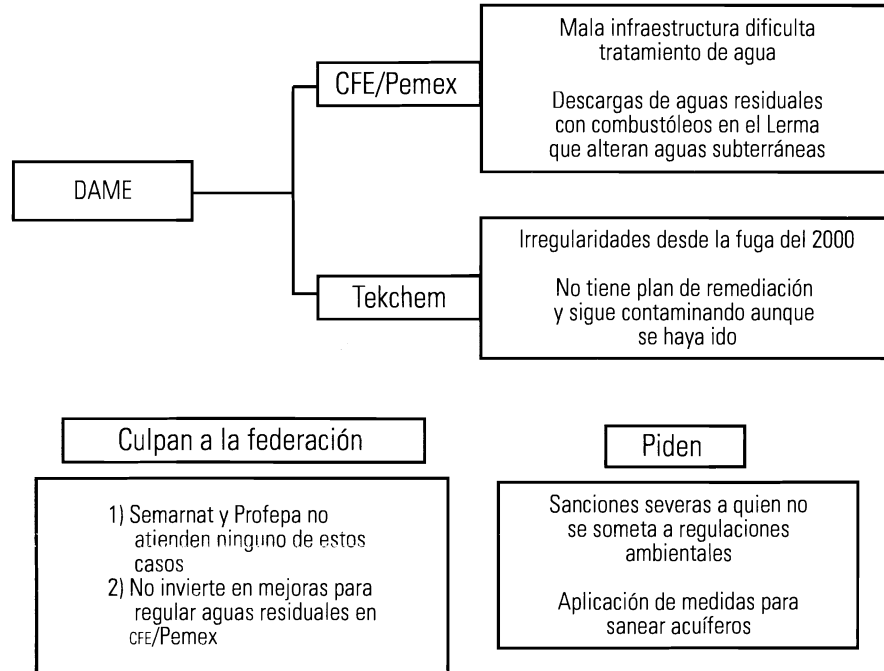 DAME
CFE/Pemex
Mala infraestructura dificulta
tratamiento de agua
Descargas de aguas residuales
con combustóleos en el Lerma
que alteran aguas subterráneas
Tekchem
Irregularidades desde la fuga del 2000
No tiene plan de remediación
y sigue contaminando aunque
se haya ido
Culpan a la federación
1) Semarnat y Profepa no
atienden ninguno de estos
casos
2) No invierte en mejoras para
regular aguas residuales en
CFE/Pemex
Piden
Sanciones severas a quien no
se someta a regulaciones
ambientales
Aplicación de medidas para
sanear acuíferos